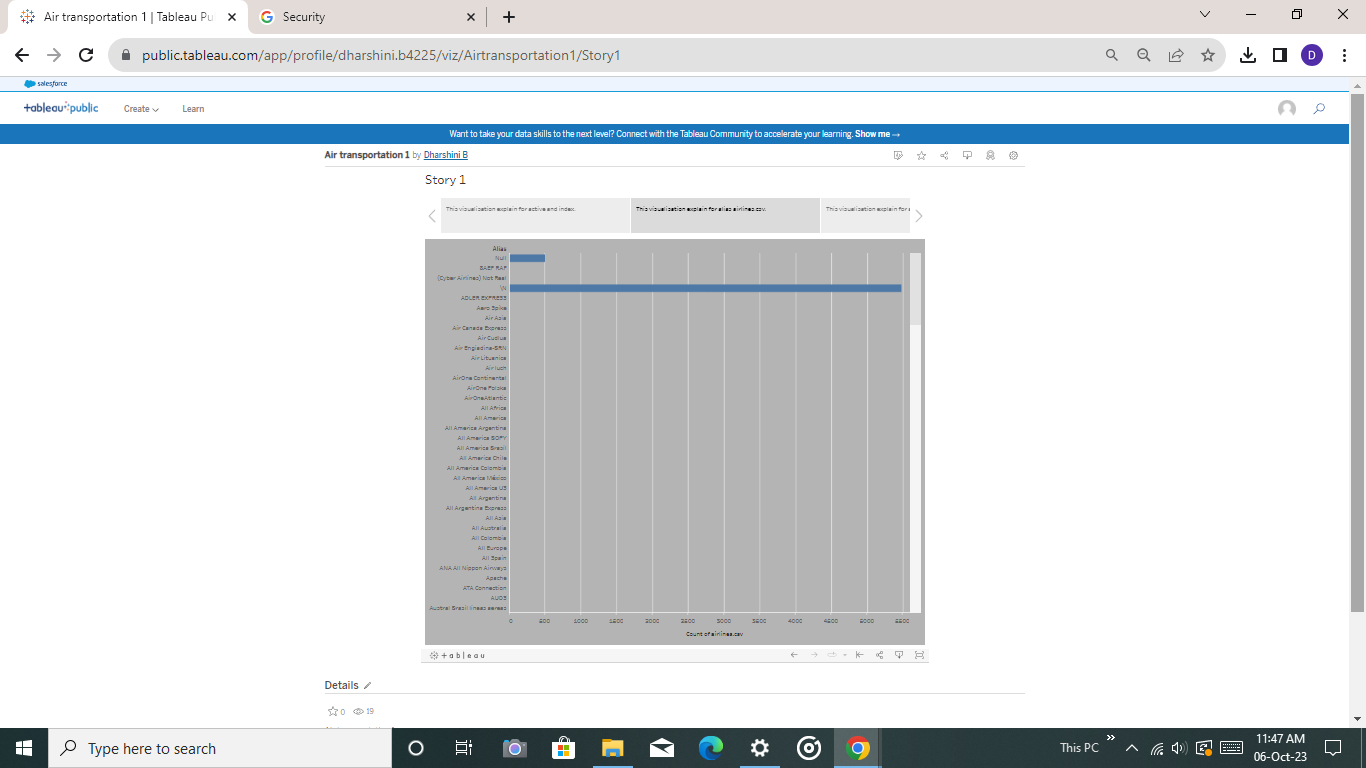 Air transportation 1 | Tableau Pu
Security
public.tableau.com/app/profile/dharshini.b4225/viz/Airtransportation1/Story1
D
salesforce
+ableau public
Create
Learn
Want to take your data skills to the next level? Connect with the Tableau Community to accelerate your learning. Show me →
Air transportation 1 by Dharshini B
Story 1
This visualisation explain for active and index.
This visualisation explain for alias airlines.csv.
This visualisation explain for
Alias
Null
SAEF RAF
(Cyber Airlines) Not Real
\N
ADLER EXPRESS
Aero Spike
Air Asia
Air Canada Express
Air Cudlua
Air Engiadina-SRN
Air Lituanica
Air luch
AirOne Continental
AirOne Polska
AirOneAtlantic
All Africa
All America
All America Argentina
All America BOPY
All America Brasil
All America Chile
All America Colombia
All America México
All America US
All Argentina
All Argentina Express
All Asia
All Australia
All Colombia
All Europe
All Spain
ANA All Nippon Airways
Apache
ATA Connection
AUOS
Austral Brasil lineas aereas
0 500 1000 1500 2000 2500 3000 3500 4000 4500 5000 5500
Count of airlines.csv
+ a b l e a u
Details
0
19
Type here to search
This PC
11:47 AM
06-Oct-23